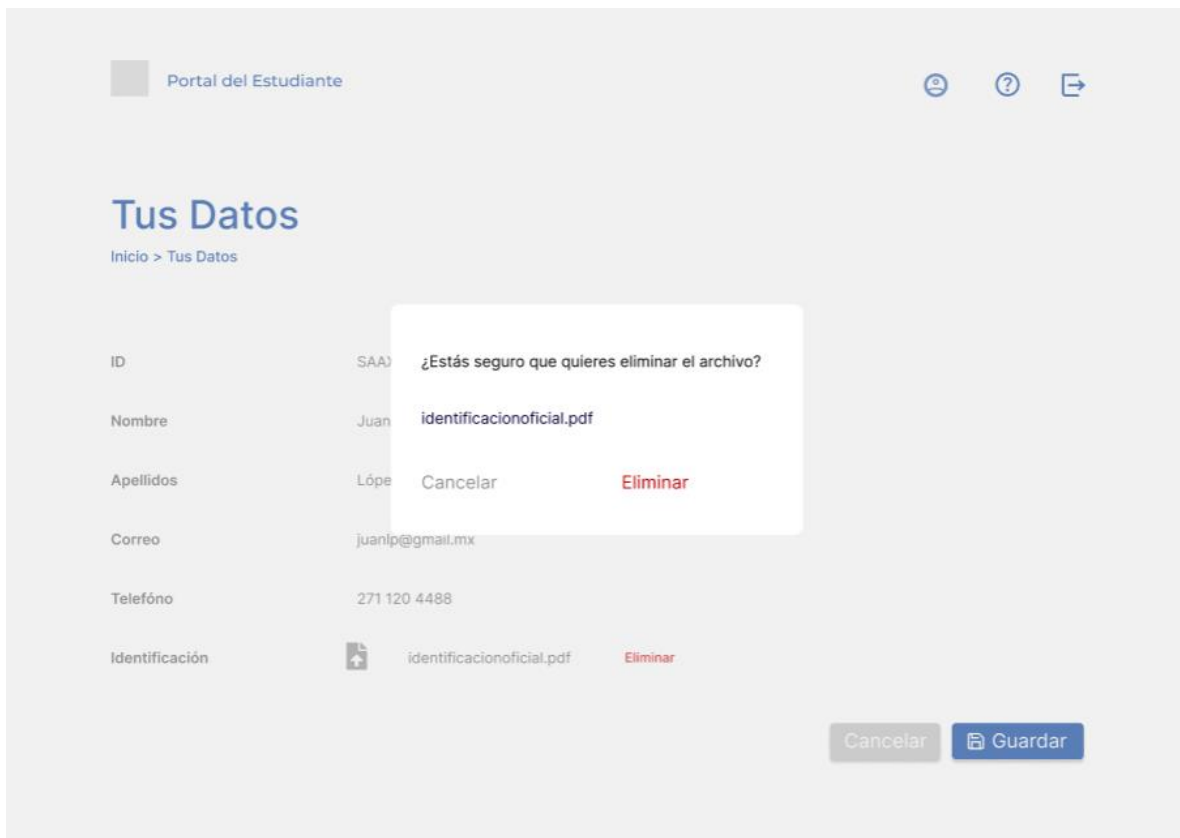 Portal del Estudiante
Tus Datos
Inicio > Tus Datos
ID
¿Estás seguro que quieres eliminar el archivo?
Nombre Juan
identificacionoficial.pdf
Apellidos
Cancelar Eliminar
Correo juanlp@gmail.mx
Telefóno 271 120 4488
Identificación identificacionoficial.pdf Eliminar
Cancelar Guardar